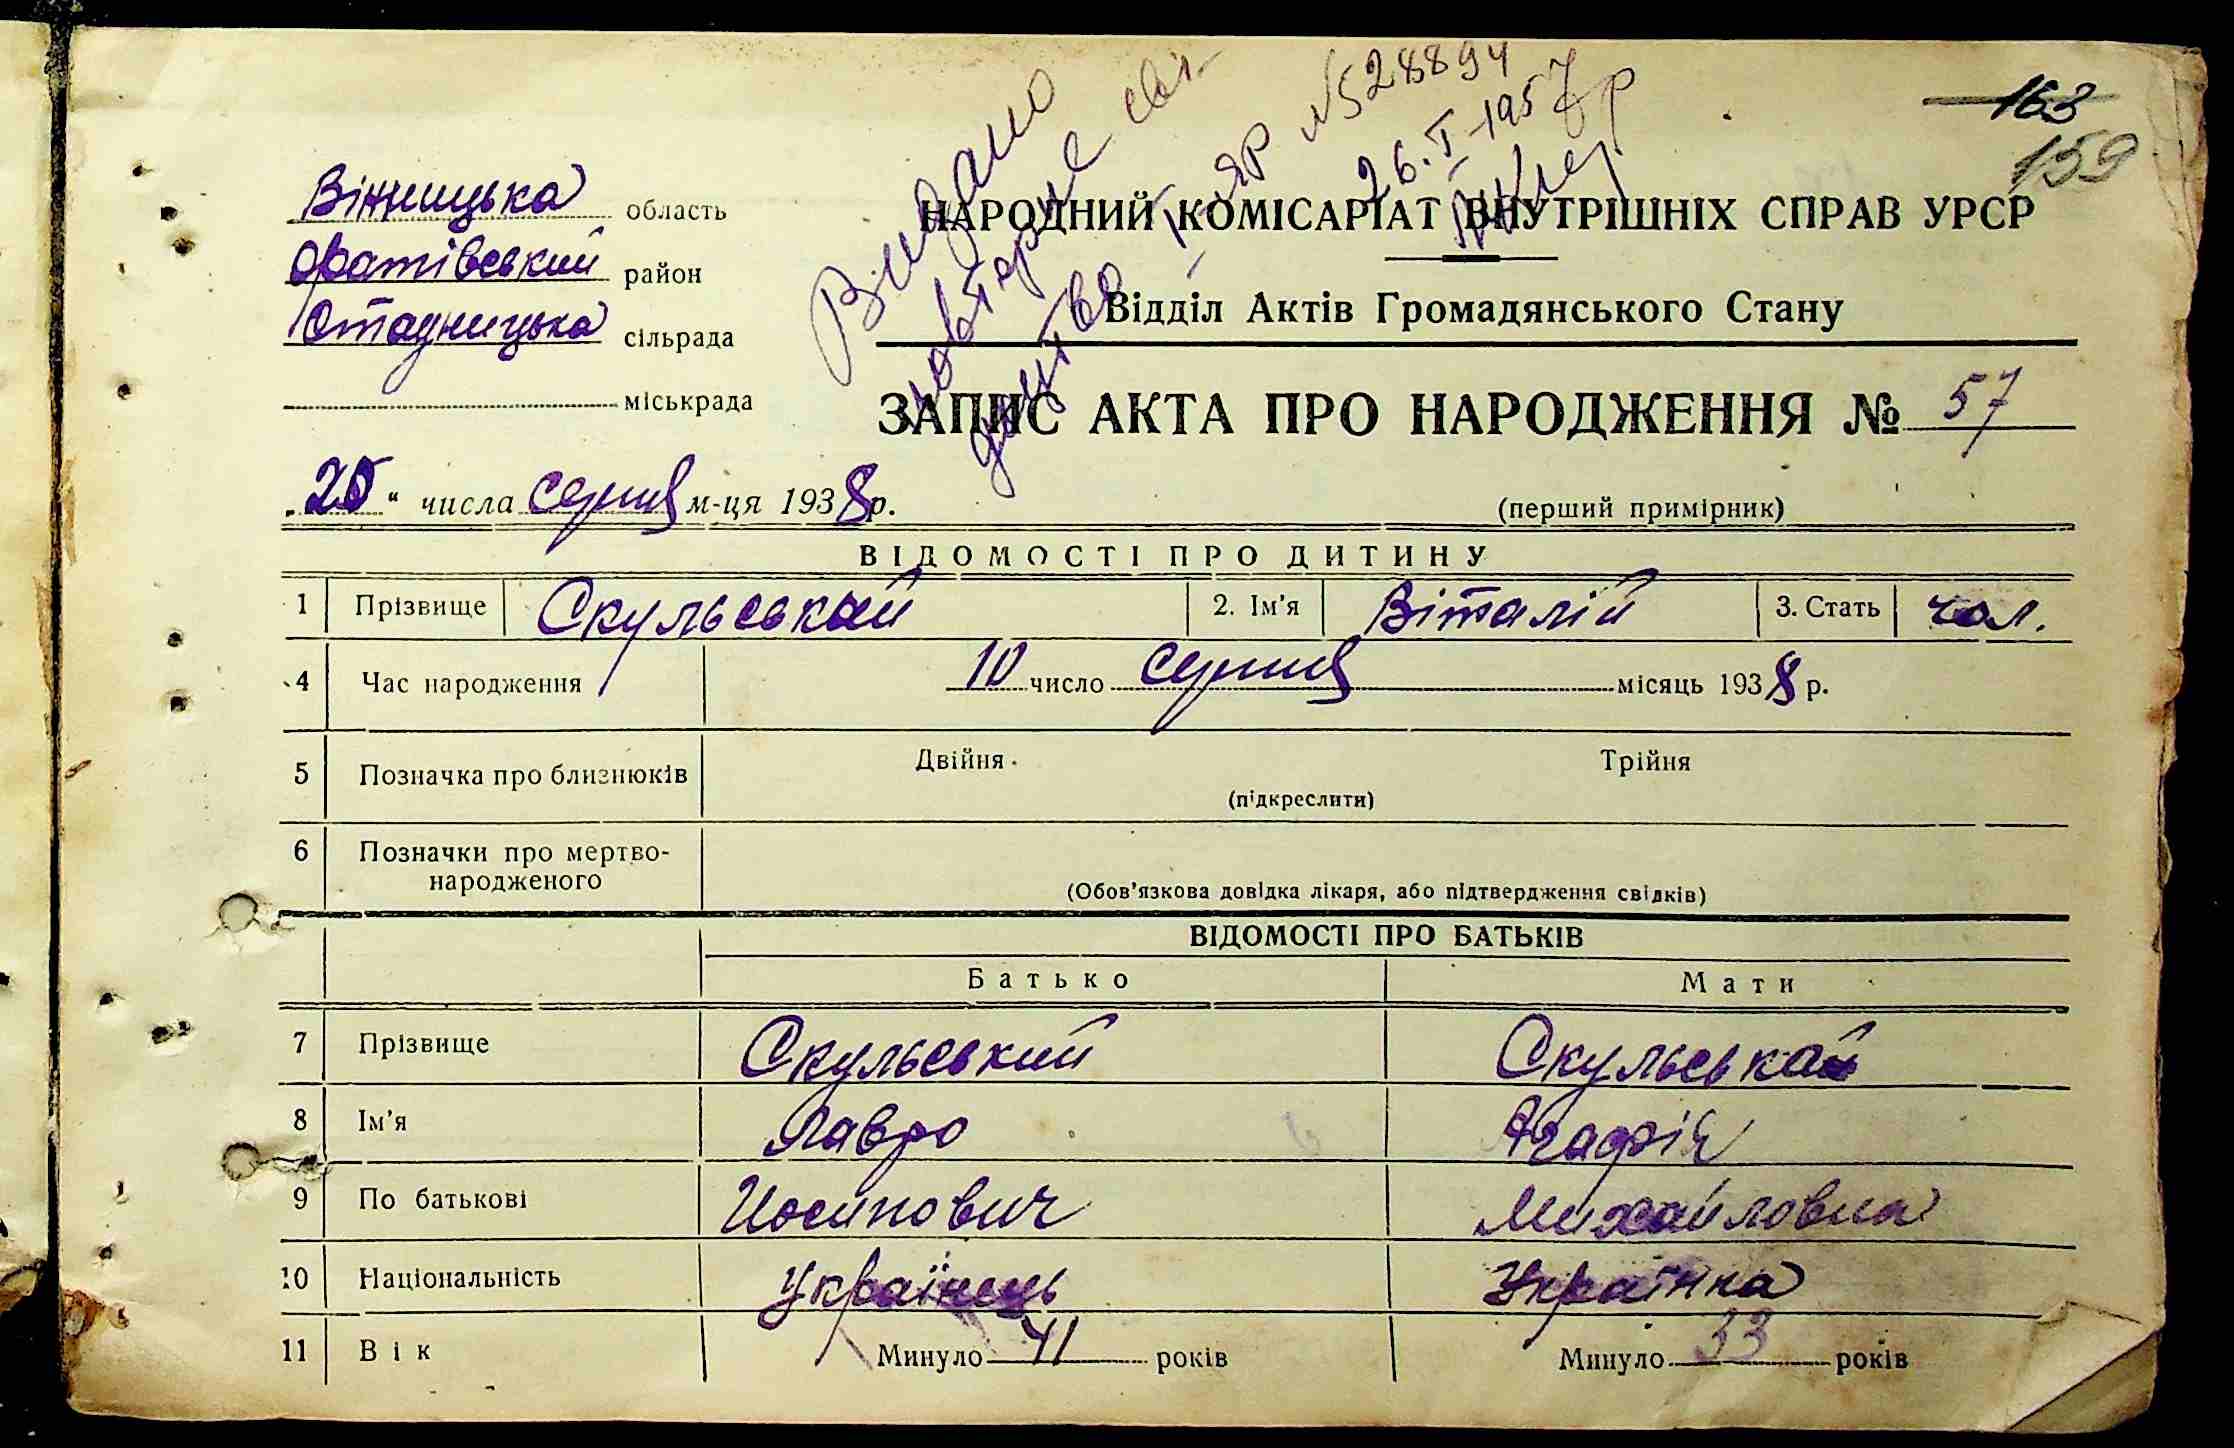 163
159
Видано
повторне свi-
доцтво I-ЯР №528894
26.I-1957 р
Вінницька область
Оратівський район
Стадницька сільрада
міськрада
НАРОДНИЙ КОМІСАРІАТ ВНУТРІШНІХ СПРАВ УРСР
Відділ Актів Громадянського Стану
ЗАПИС АКТА ПРО НАРОДЖЕННЯ № 57
„25“ числа серпня м-ця 1938 р.
(перший примірник)
ВІДОМОСТІ ПРО ДИТИНУ
1 Прізвище Скульський 2. Ім’я Віталій 3. Стать чол.
4 Час народження 10 число серпня місяць 1938 р.
5 Позначка про близнюків Двійня Трійня
(підкреслити)
6 Позначки про мертво-
народженого
(Обов’язкова довідка лікаря, або підтвердження свідків)
ВІДОМОСТІ ПРО БАТЬКІВ
Батько Мати
7 Прізвище Скульський Скульська
8 Ім’я Лавро Агафія
9 По батькові Иосипович Михайловна
10 Національність Українець Українка
11 Вік Минуло 41 років Минуло 33 років